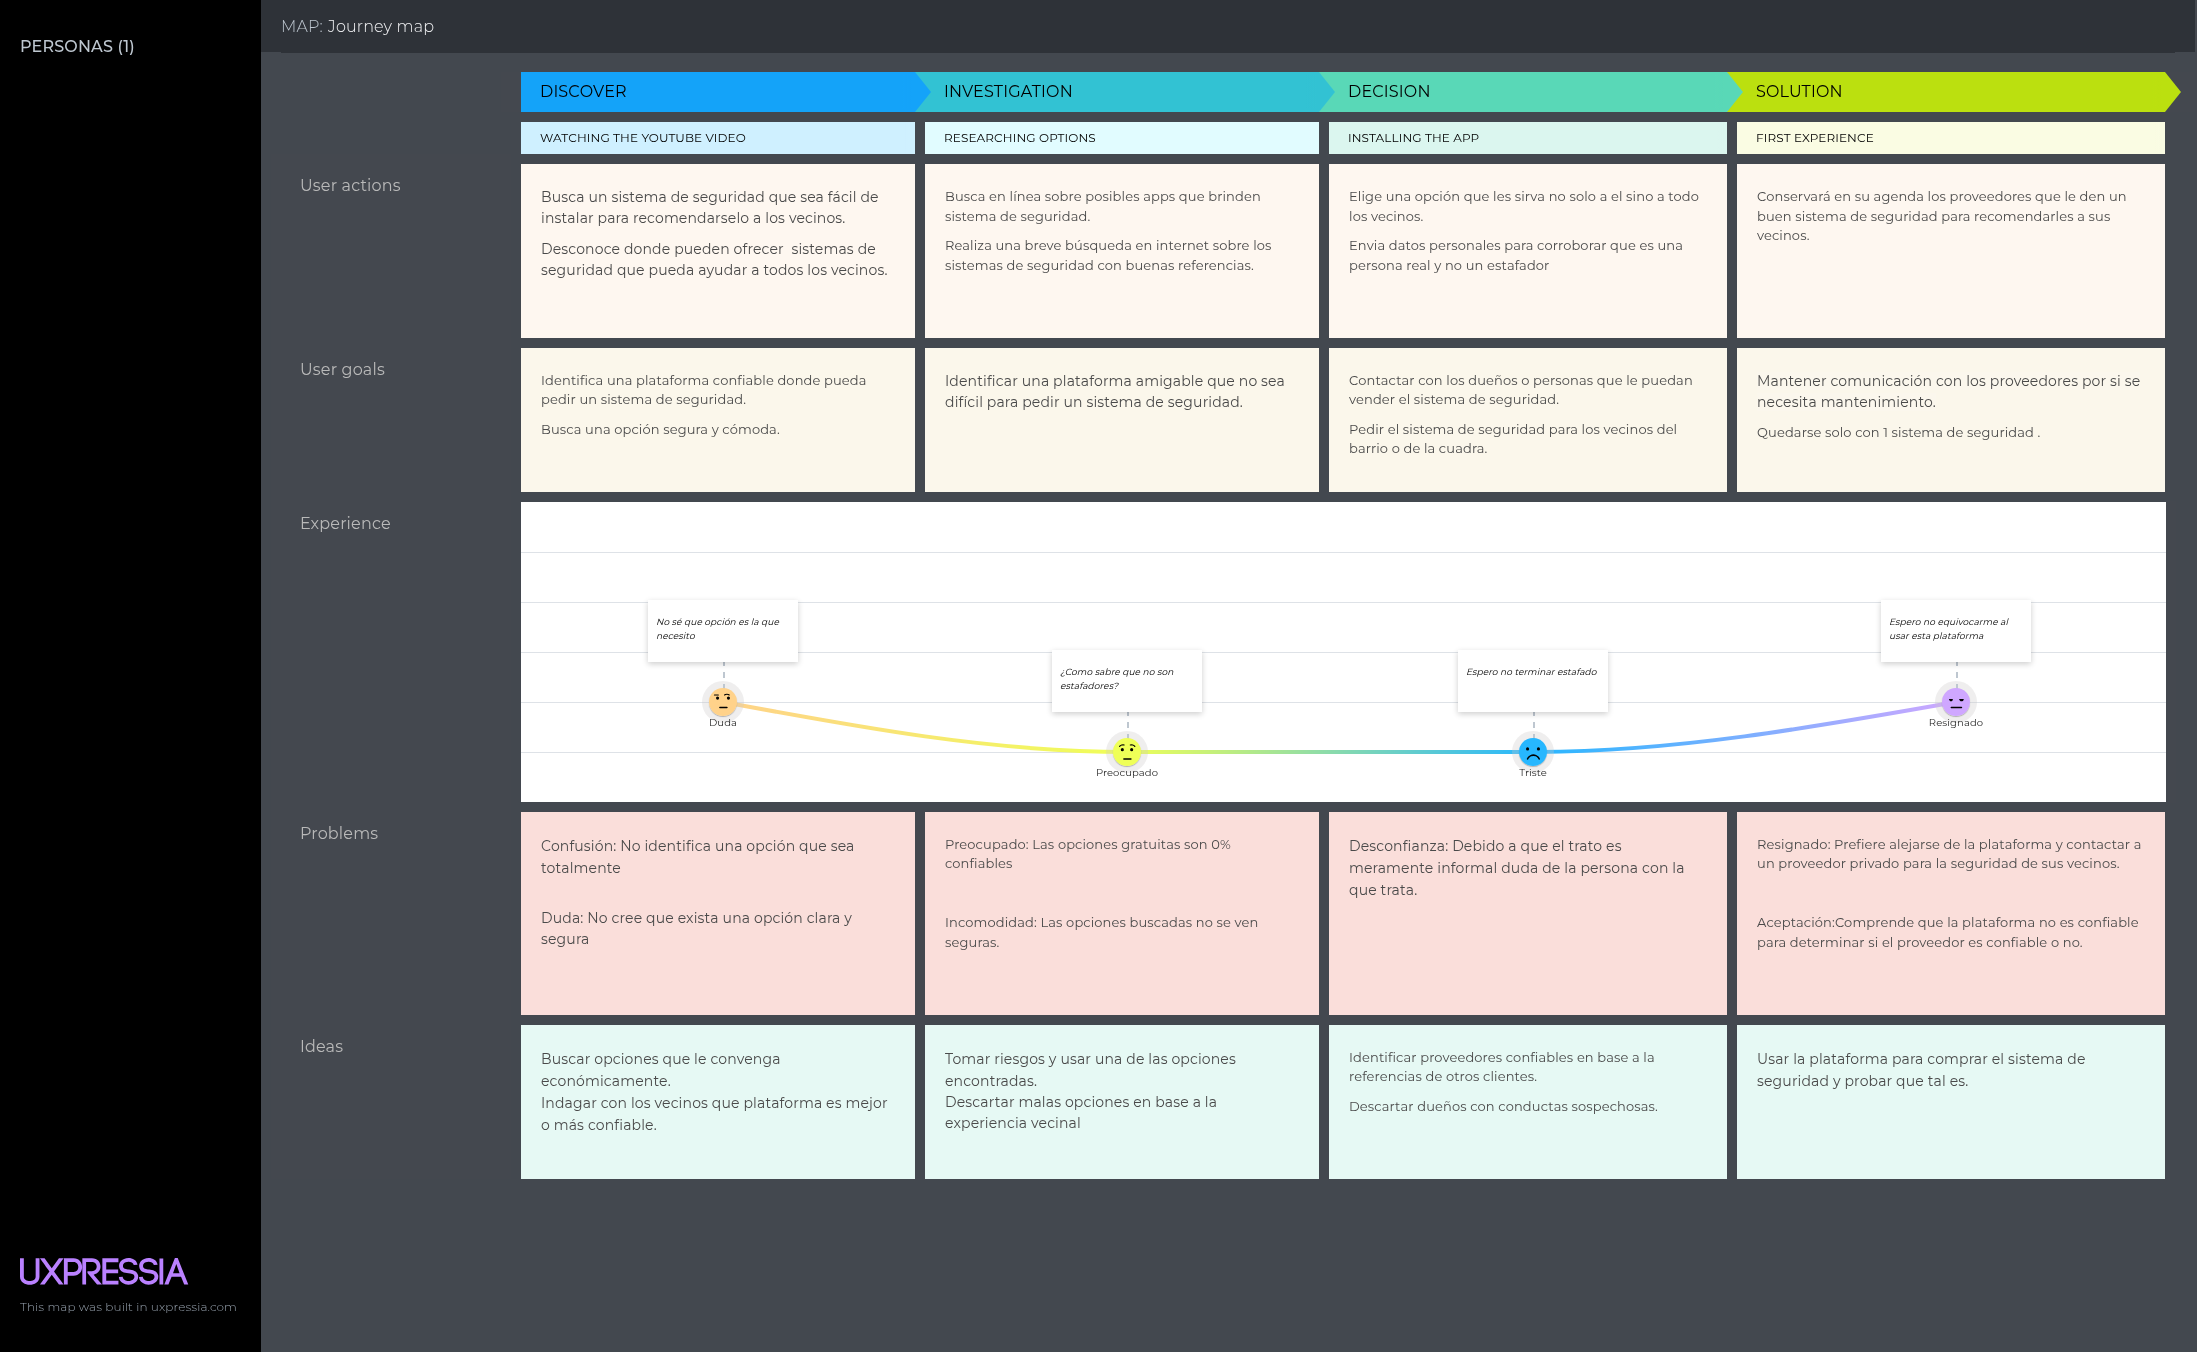 PERSONAS (1)
MAP: Journey map
DISCOVER
INVESTIGATION
DECISION
SOLUTION
WATCHING THE YOUTUBE VIDEO
RESEARCHING OPTIONS
INSTALLING THE APP
FIRST EXPERIENCE
User actions
Busca un sistema de seguridad que sea fácil de
instalar para recomendarselo a los vecinos.
Desconoce donde pueden ofrecer  sistemas de
seguridad que pueda ayudar a todos los vecinos.
Busca en línea sobre posibles apps que brinden
sistema de seguridad.
Realiza una breve búsqueda en internet sobre los
sistemas de seguridad con buenas referencias.
Elige una opción que les sirva no solo a el sino a todo
los vecinos.
Envia datos personales para corroborar que es una
persona real y no un estafador
Conservará en su agenda los proveedores que le den un
buen sistema de seguridad para recomendarles a sus
vecinos.
User goals
Identifica una plataforma confiable donde pueda
pedir un sistema de seguridad.
Busca una opción segura y cómoda.
Identificar una plataforma amigable que no sea
difícil para pedir un sistema de seguridad.
Contactar con los dueños o personas que le puedan
vender el sistema de seguridad.
Pedir el sistema de seguridad para los vecinos del
barrio o de la cuadra.
Mantener comunicación con los proveedores por si se
necesita mantenimiento.
Quedarse solo con 1 sistema de seguridad .
Experience
No sé que opción es la que
necesito
Duda
¿Como sabre que no son
estafadores?
Preocupado
Espero no terminar estafado
Triste
Espero no equivocarme al
usar esta plataforma
Resignado
Problems
Confusión: No identifica una opción que sea
totalmente
Duda: No cree que exista una opción clara y
segura
Preocupado: Las opciones gratuitas son 0%
confiables
Incomodidad: Las opciones buscadas no se ven
seguras.
Desconfianza: Debido a que el trato es
meramente informal duda de la persona con la
que trata.
Resignado: Prefiere alejarse de la plataforma y contactar a
un proveedor privado para la seguridad de sus vecinos.
Aceptación:Comprende que la plataforma no es confiable
para determinar si el proveedor es confiable o no.
Ideas
Buscar opciones que le convenga
económicamente.
Indagar con los vecinos que plataforma es mejor
o más confiable.
Tomar riesgos y usar una de las opciones
encontradas.
Descartar malas opciones en base a la
experiencia vecinal
Identificar proveedores confiables en base a la
referencias de otros clientes.
Descartar dueños con conductas sospechosas.
Usar la plataforma para comprar el sistema de
seguridad y probar que tal es.
UXPRESSIA
This map was built in uxpressia.com